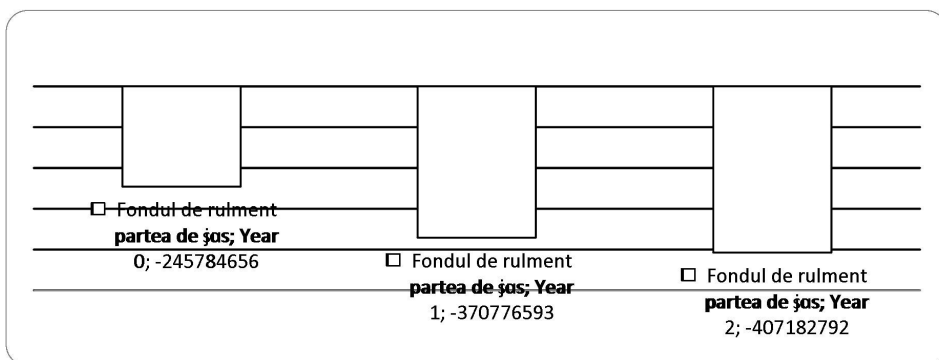 Fondul de rulment
partea de jos; Year
0; -245784656
Fondul de rulment
partea de jos; Year
1; -370776593
Fondul de rulment
partea de jos; Year
2; -407182792